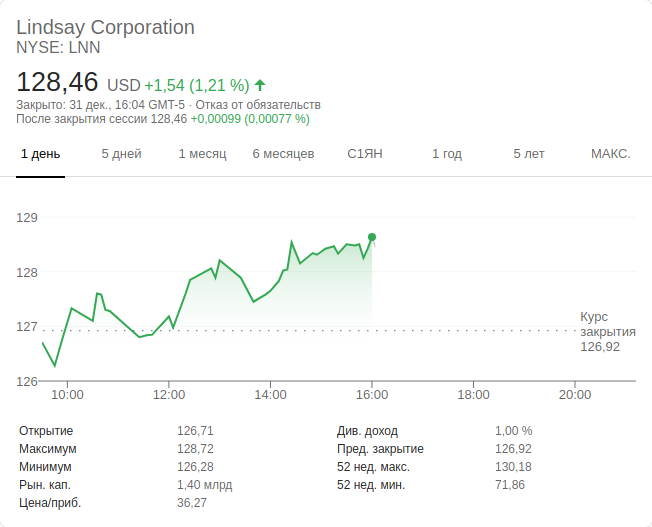 Lindsay Corporation
NYSE: LNN
128,46 USD +1,54 (1,21 %)
Закрыто: 31 дек., 16:04 GMT-5 · Отказ от обязательств
После закрытия сессии 128,46 +0,00099 (0,00077 %)
1 день 5 дней 1 месяц 6 месяцев С1ЯН 1 год 5 лет МАКС.
129
128
127
126
Курс
закрытия
126,92
10:00 12:00 14:00 16:00 18:00 20:00
Открытие 126,71 Див. доход 1,00 %
Максимум 128,72 Пред. закрытие 126,92
Минимум 126,28 52 нед. макс. 130,18
Рын. кап. 1,40 млрд 52 нед. мин. 71,86
Цена/приб. 36,27